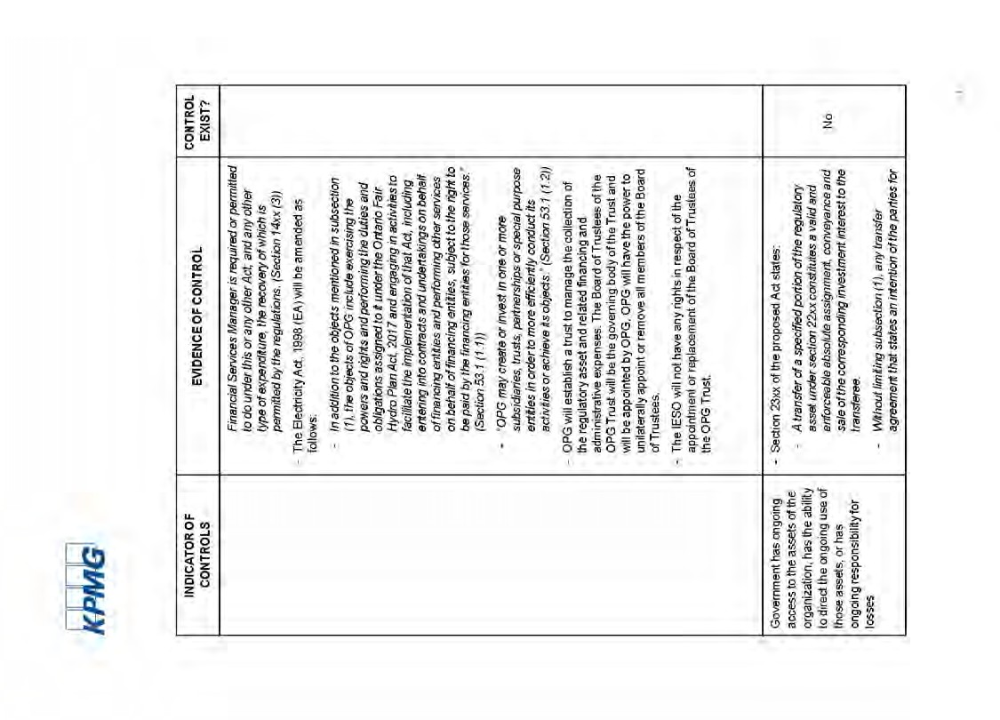 KPMG
INDICATOR OF
CONTROLS
EVIDENCE OF CONTROL
CONTROL
EXIST?
Financial Services Manager is required or permitted
to do under this or any other Act; and any other
type of expenditure, the recovery of which is
permitted by the regulations. (Section 14xx (3))
- The Electricity Act, 1998 (EA) will be amended as
follows:
- In addition to the objects mentioned in subsection
(1), the objects of OPG include exercising the
powers and rights and performing the duties and
obligations assigned to it under the Ontario Fair
Hydro Plan Act, 2017 and engaging in activities to
facilitate the implementation of that Act, including
entering into contracts and undertakings on behalf
of financing entities and performing other services
on behalf of financing entities, subject to the right to
be paid by the financing entities for those services."
(Section 53.1 (1.1))
- "OPG may create or invest in one or more
subsidiaries, trusts, partnerships or special purpose
entities in order to more efficiently conduct its
activities or achieve its objects." (Section 53.1 (1.2))
- OPG will establish a trust to manage the collection of
the regulatory asset and related financing and
administrative expenses. The Board of Trustees of the
OPG Trust will be the governing body of the Trust and
will be appointed by OPG. OPG will have the power to
unilaterally appoint or remove all members of the Board
of Trustees.
- The IESO will not have any rights in respect of the
appointment or replacement of the Board of Trustees of
the OPG Trust.
Government has ongoing
access to the assets of the
organization, has the ability
to direct the ongoing use of
those assets, or has
ongoing responsibility for
losses
- Section 23xx of the proposed Act states:
- A transfer of a specified portion of the regulatory
asset under section 22xx constitutes a valid and
enforceable absolute assignment, conveyance and
sale of the corresponding investment interest to the
transferee.
- Without limiting subsection (1), any transfer
agreement that states an intention of the parties for
No